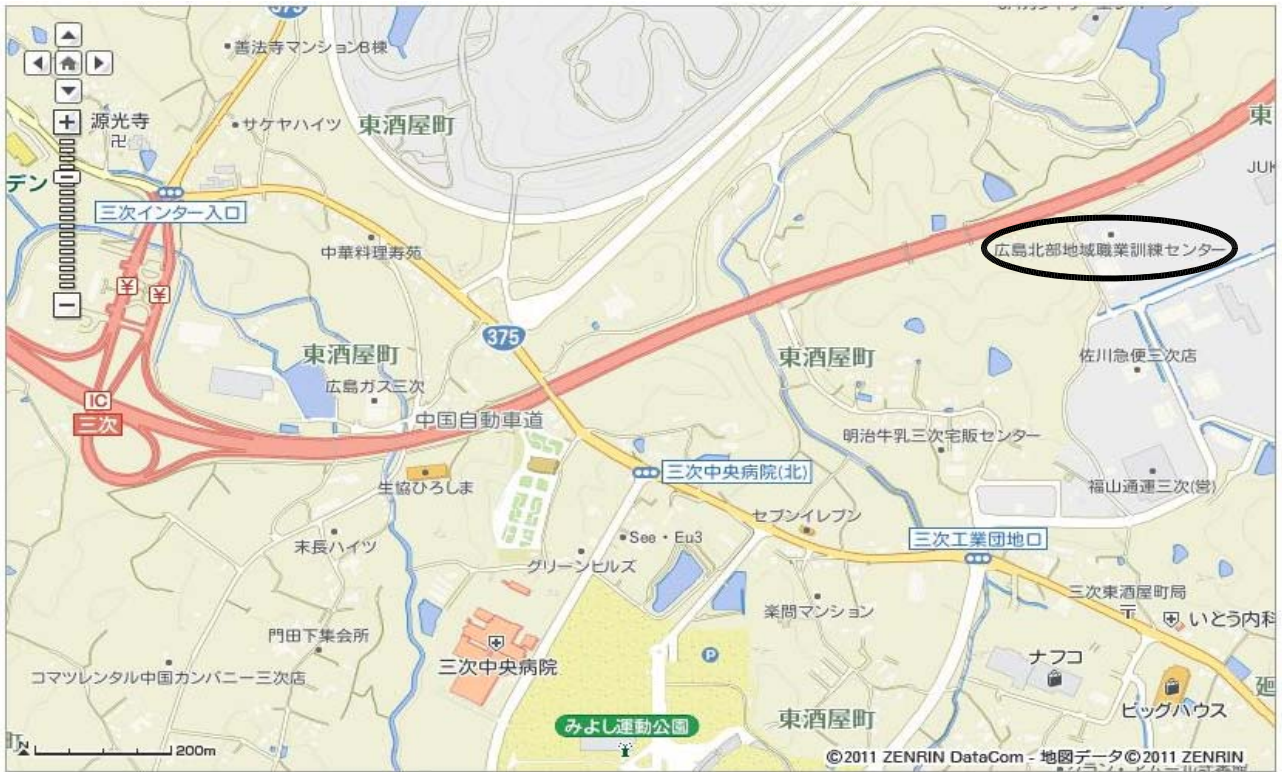 375
善法寺マンションB棟
源光寺
サケヤハイツ
東酒屋町
東
デン
三次インター入口
JUK
中華料理寿苑
広島北部地域職業訓練センター
375
東酒屋町
東酒屋町
佐川急便三次店
広島ガス三次
IC
三次
中国自動車道
明治牛乳三次宅販センター
三次中央病院(北)
生協ひろしま
福山通運三次(営)
セブンイレブン
末長ハイツ
See・Eu3
三次工業団地口
グリーンヒルズ
楽問マンション
三次東酒屋町局
いとう内科
門田下集会所
三次中央病院
P
ナフコ
コマツレンタル中国カンパニー三次店
廻
ビッグハウス
みよし運動公園
東酒屋町
町
N
200m
©2011 ZENRIN DataCom - 地図データ©2011 ZENRIN